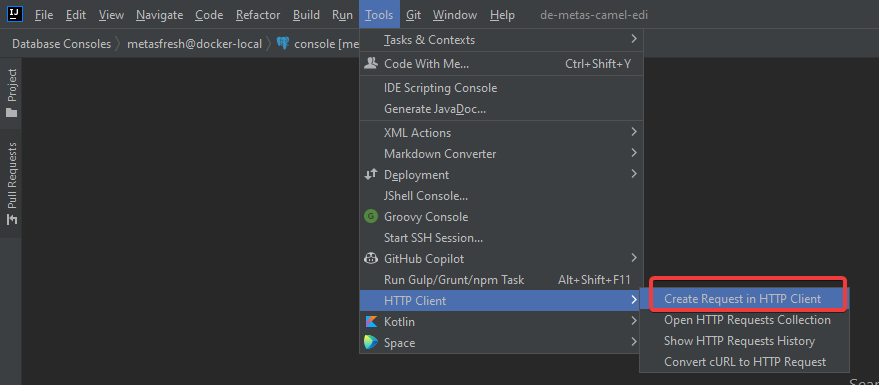 IJ File Edit View Navigate Code Refactor Build Run Tools Git Window Help de-metas-camel-edi
Database Consoles metasfresh@docker-local console [me
Project
Pull Requests
Tasks & Contexts
Code With Me... Ctrl+Shift+Y
IDE Scripting Console
Generate JavaDoc...
XML Actions
Markdown Converter
Deployment
JShell Console...
G Groovy Console
Start SSH Session...
GitHub Copilot
Run Gulp/Grunt/npm Task Alt+Shift+F11
HTTP Client
Kotlin
Space
Create Request in HTTP Client
Open HTTP Requests Collection
Show HTTP Requests History
Convert cURL to HTTP Request